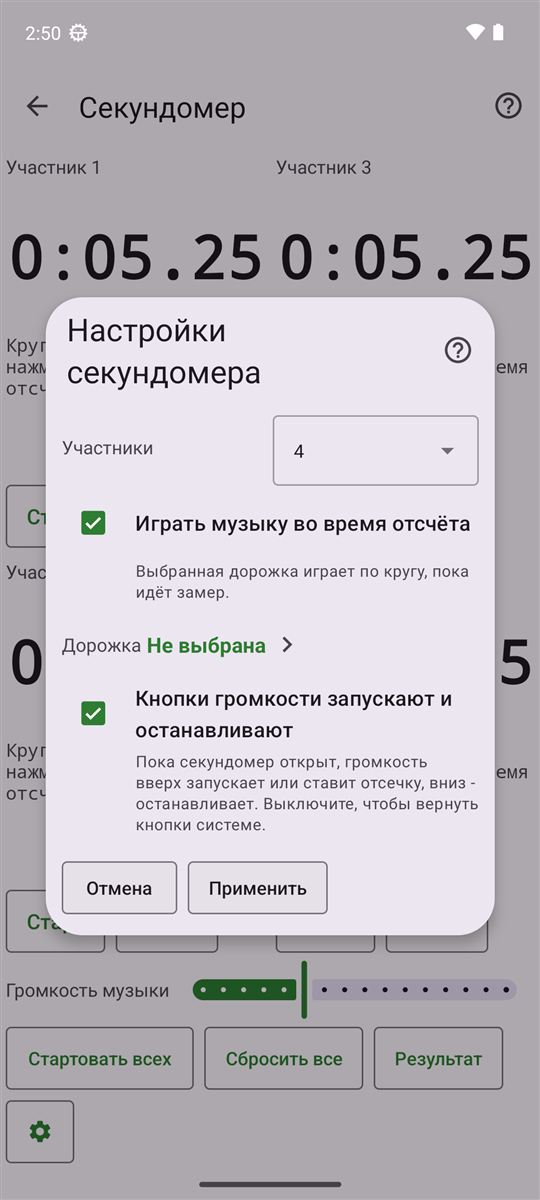 2:50
Секундомер
Участник 1
Участник 3
0:05.25
0:05.25
Настройки
секундомера
Участники
4
Играть музыку во время отсчёта
Выбранная дорожка играет по кругу, пока
идёт замер.
Дорожка Не выбрана
Кнопки громкости запускают и
останавливают
Пока секундомер открыт, громкость
вверх запускает или ставит отсечку, вниз -
останавливает. Выключите, чтобы вернуть
кнопки системе.
Отмена
Применить
Громкость музыки
Стартовать всех
Сбросить все
Результат